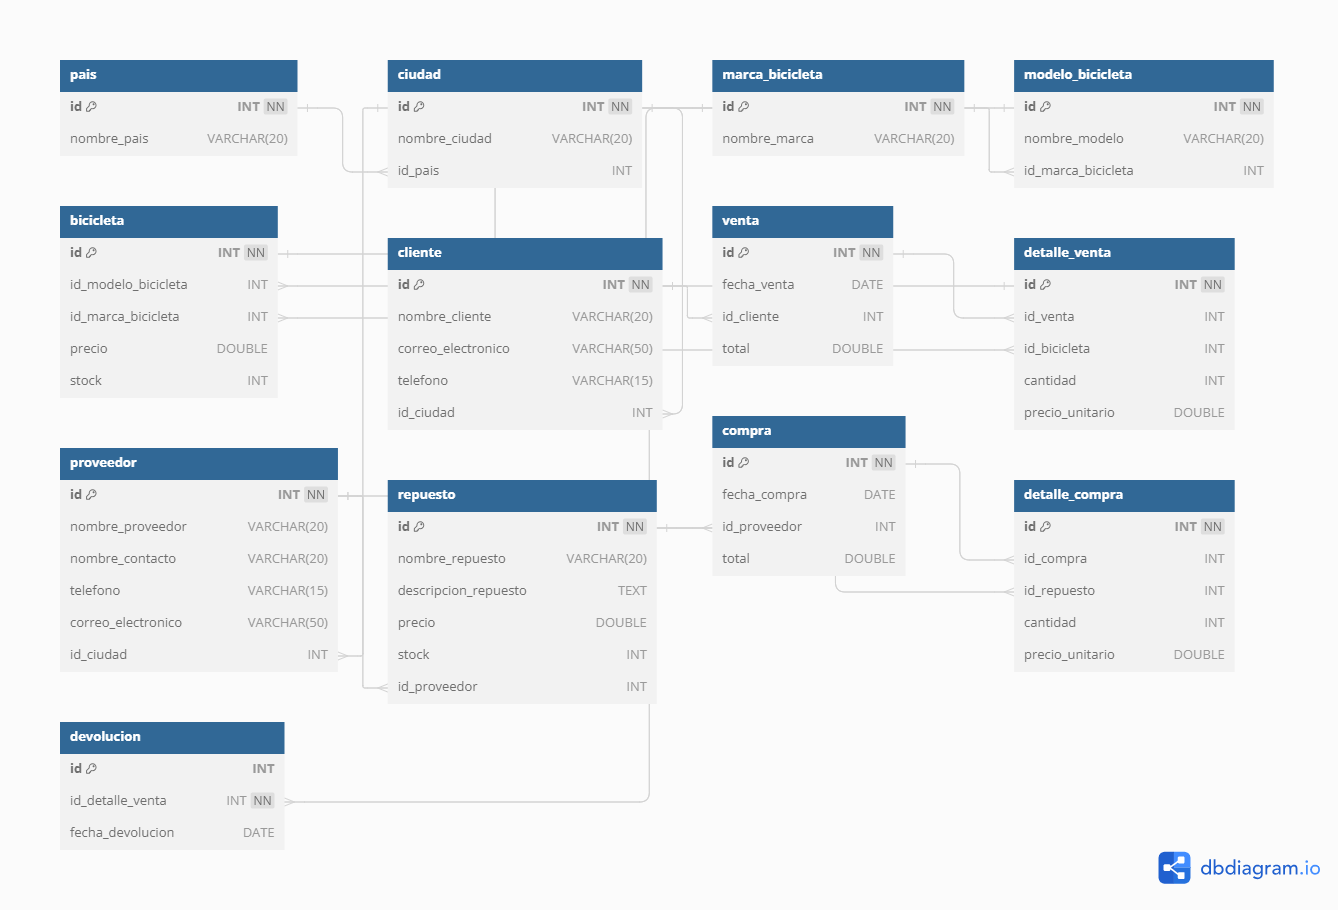 pais
id INT NN
nombre_pais VARCHAR(20)
ciudad
id INT NN
nombre_ciudad VARCHAR(20)
id_pais INT
marca_bicicleta
id INT NN
nombre_marca VARCHAR(20)
modelo_bicicleta
id INT NN
nombre_modelo VARCHAR(20)
id_marca_bicicleta INT
bicicleta
id INT NN
id_modelo_bicicleta INT
id_marca_bicicleta INT
precio DOUBLE
stock INT
cliente
id INT NN
nombre_cliente VARCHAR(20)
correo_electronico VARCHAR(50)
telefono VARCHAR(15)
id_ciudad INT
venta
id INT NN
fecha_venta DATE
id_cliente INT
total DOUBLE
detalle_venta
id INT NN
id_venta INT
id_bicicleta INT
cantidad INT
precio_unitario DOUBLE
proveedor
id INT NN
nombre_proveedor VARCHAR(20)
nombre_contacto VARCHAR(20)
telefono VARCHAR(15)
correo_electronico VARCHAR(50)
id_ciudad INT
repuesto
id INT NN
nombre_repuesto VARCHAR(20)
descripcion_repuesto TEXT
precio DOUBLE
stock INT
id_proveedor INT
compra
id INT NN
fecha_compra DATE
id_proveedor INT
total DOUBLE
detalle_compra
id INT NN
id_compra INT
id_repuesto INT
cantidad INT
precio_unitario DOUBLE
devolucion
id INT
id_detalle_venta INT NN
fecha_devolucion DATE
dbdiagram.io